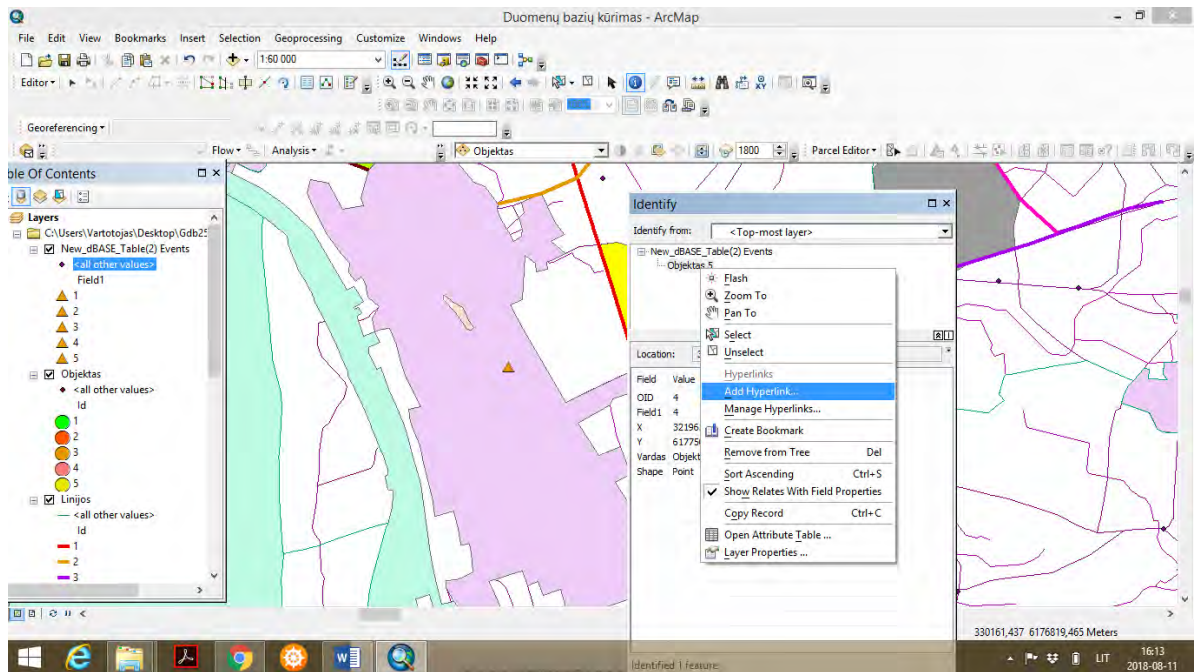 Duomenų bazių kūrimas - ArcMap
File Edit View Bookmarks Insert Selection Geoprocessing Customize Windows Help
1:60 000
Editor
Georeferencing
Flow Analysis Objektas 1800 Parcel Editor
ble Of Contents
Layers
C:\Users\Vartotojas\Desktop\Gdb25
New_dBASE_Table(2) Events
<all other values>
Field1
1
2
3
4
5
Objektas
<all other values>
Id
1
2
3
4
5
Linijos
<all other values>
Id
1
2
3
Identify
Identify from: <Top-most layer>
New_dBASE_Table(2) Events
Objektas 5
Location: 3
Field Value
OID 4
Field1 4
X 32196
Y 617750
Vardas Objekt
Shape Point
Flash
Zoom To
Pan To
Select
Unselect
Hyperlinks
Add Hyperlink...
Manage Hyperlinks...
Create Bookmark
Remove from Tree Del
Sort Ascending Ctrl+S
Show Relates With Field Properties
Copy Record Ctrl+C
Open Attribute Table ...
Layer Properties ...
Identified 1 feature
330161,437 6176819,465 Meters
LIT 16:13
2018-08-11